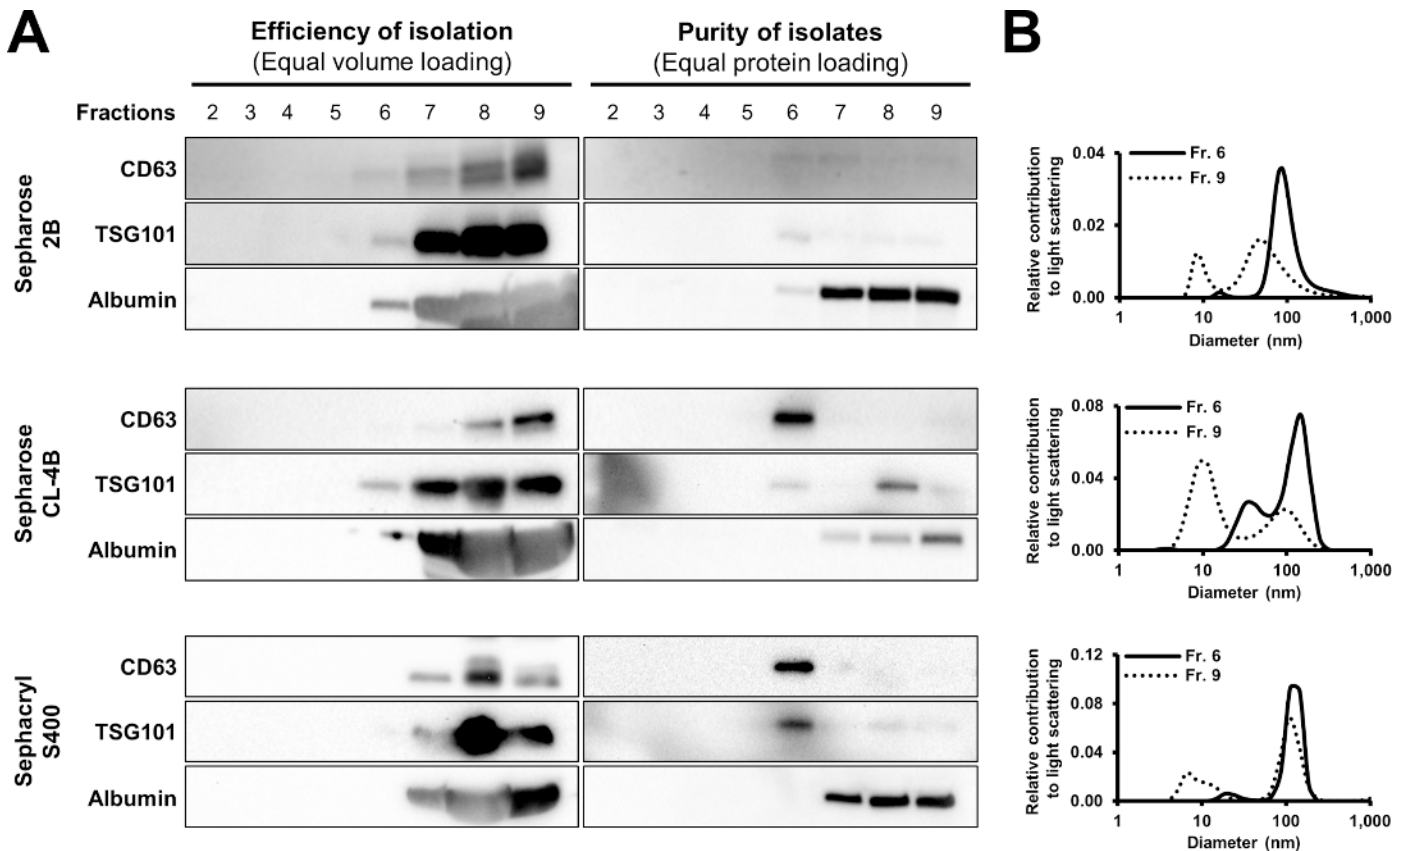 A
Efficiency of isolation
(Equal volume loading)
Purity of isolates
(Equal protein loading)
B
Fractions 2 3 4 5 6 7 8 9 2 3 4 5 6 7 8 9
Sepharose
2B
CD63
TSG101
Albumin
Relative contribution
to light scattering
0.04
0.02
0.00
Fr. 6
Fr. 9
1 10 100 1,000
Diameter (nm)
Sepharose
CL-4B
CD63
TSG101
Albumin
Relative contribution
to light scattering
0.08
0.04
0.00
Fr. 6
Fr. 9
1 10 100 1,000
Diameter (nm)
Sephacryl
S400
CD63
TSG101
Albumin
Relative contribution
to light scattering
0.12
0.08
0.04
0.00
Fr. 6
Fr. 9
1 10 100 1,000
Diameter (nm)